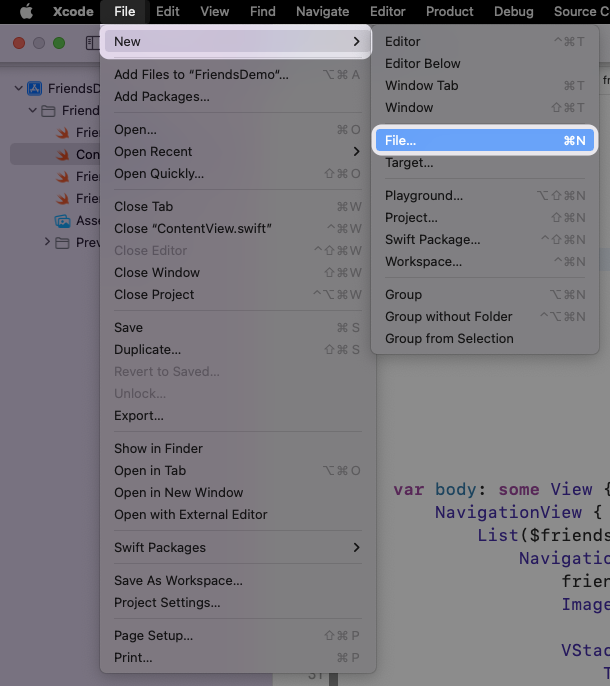 Xcode File Edit View Find Navigate Editor Product Debug Source C
New
Add Files to “FriendsDemo”... ⌥⌘A
Add Packages...
Open... ⌘O
Open Recent
Open Quickly... ⇧⌘O
Close Tab ⌘W
Close “ContentView.swift” ^⌘W
Close Editor ^⇧⌘W
Close Window ⇧⌘W
Close Project ^⌥⌘W
Save ⌘S
Duplicate... ⇧⌘S
Revert to Saved...
Unlock...
Export...
Show in Finder
Open in Tab ⌥⌘O
Open in New Window
Open with External Editor
Swift Packages
Save As Workspace...
Project Settings...
Page Setup... ⇧⌘P
Print... ⌘P
Editor ^⌘T
Editor Below
Window Tab ⌘T
Window ⇧⌘T
File... ⌘N
Target...
Playground... ⌥⇧⌘N
Project... ⇧⌘N
Swift Package... ^⇧⌘N
Workspace... ^⌘N
Group ⌥⌘N
Group without Folder ^⌥⌘N
Group from Selection
FriendsD
Friend
Frie
Con
Frie
Frie
Asse
Prev
fr
var body: some View {
NavigationView {
List($friends
Navigatio
frien
Image
VStac
T
31